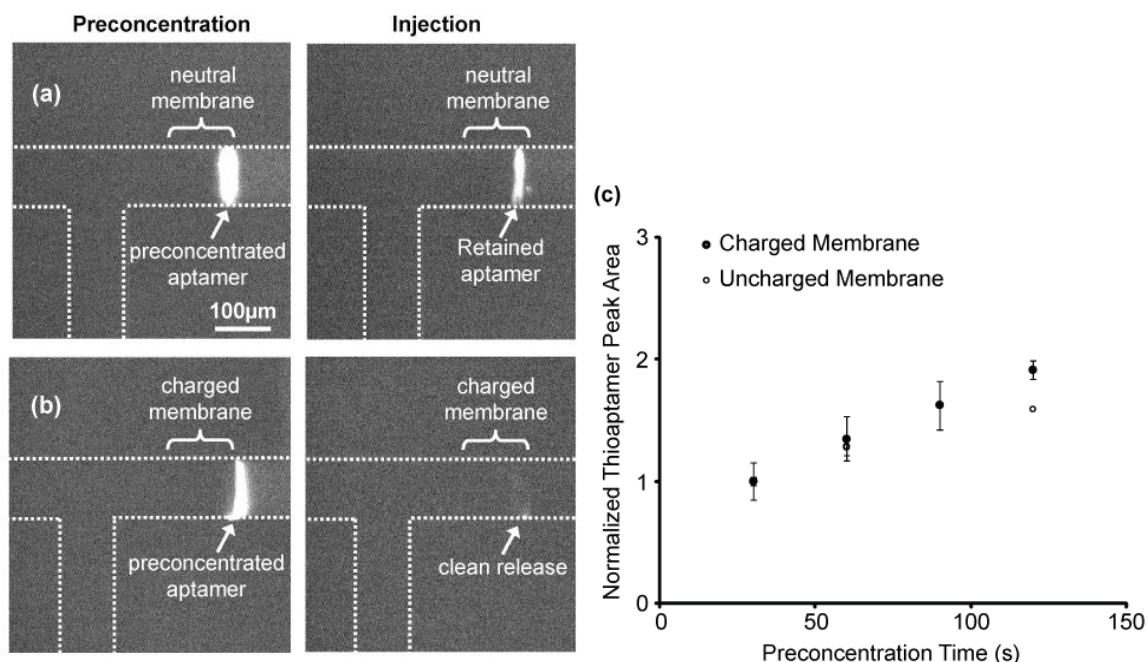 Preconcentration
Injection
(a)
neutral
membrane
preconcentrated
aptamer
100μm
neutral
membrane
Retained
aptamer
(b)
charged
membrane
preconcentrated
aptamer
charged
membrane
clean release
(c)
Normalized Thioaptamer Peak Area
3
2
1
0
Charged Membrane
Uncharged Membrane
0 50 100 150
Preconcentration Time (s)